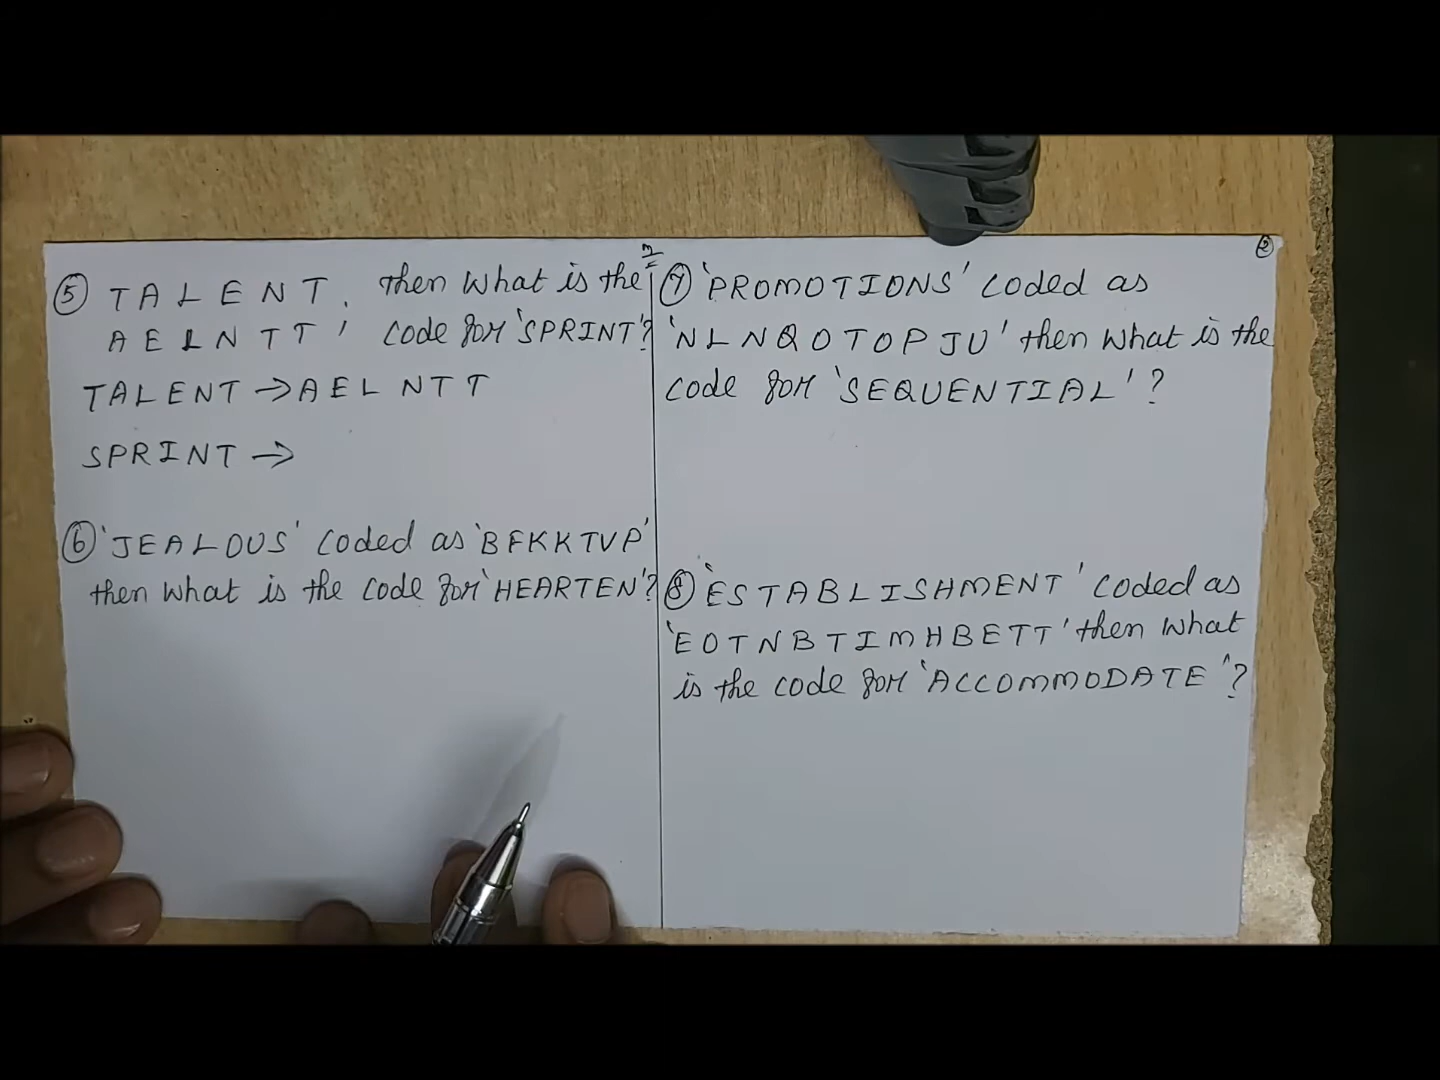 ⑤ TALENT, then what is the
AELNTT' code for 'SPRINT'?
TALENT → AELNTT
SPRINT →
⑥ 'JEALOUS' coded as 'BFKKTVP'
then what is the code for 'HEARTEN'?
②
⑦ 'PROMOTIONS' coded as
'NLNQOTOPJU' then what is the
code for 'SEQUENTIAL'?
⑧ 'ESTABLISHMENT' coded as
'EOTNBTIMHBETT' then what
is the code for 'ACCOMMODATE'?